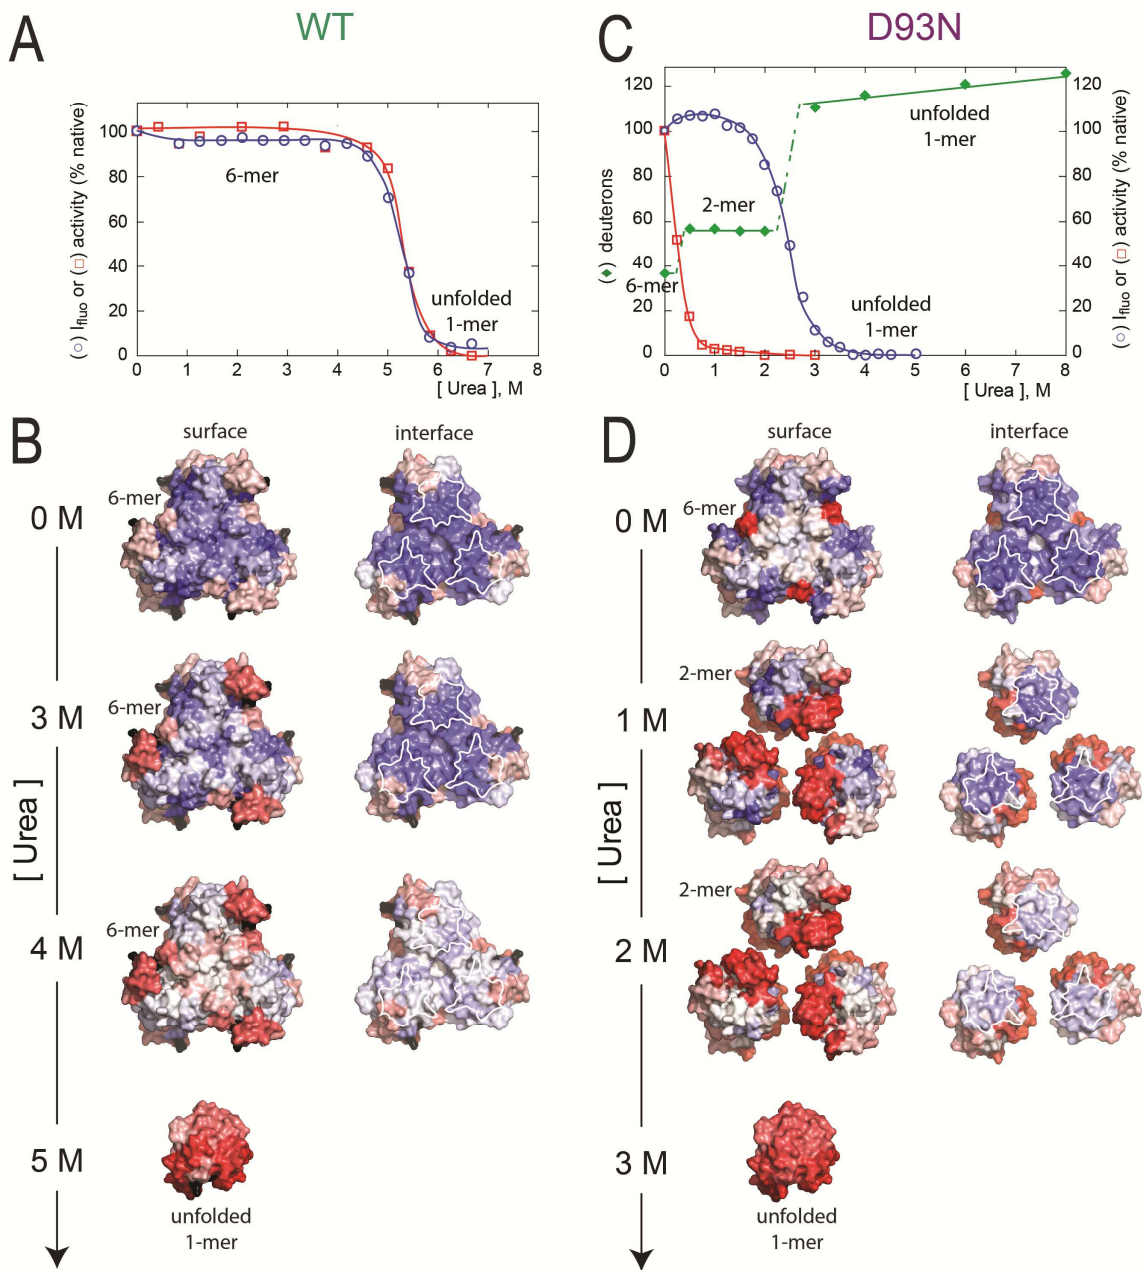 A
WT
(○) Ifluo or (□) activity (% native)
100
80
60
40
20
0
6-mer
unfolded
1-mer
0 1 2 3 4 5 6 7 8
[ Urea ], M
C
D93N
(◆) deuterons
120
100
80
60
40
20
0
6-mer
2-mer
unfolded
1-mer
unfolded
1-mer
120
100
80
60
40
20
0
(○) Ifluo or (□) activity (% native)
0 1 2 3 4 5 6 7 8
[ Urea ], M
B
surface
interface
6-mer
0 M
6-mer
3 M
[ Urea ]
6-mer
4 M
5 M
unfolded
1-mer
D
surface
interface
6-mer
0 M
2-mer
1 M
[ Urea ]
2-mer
2 M
3 M
unfolded
1-mer